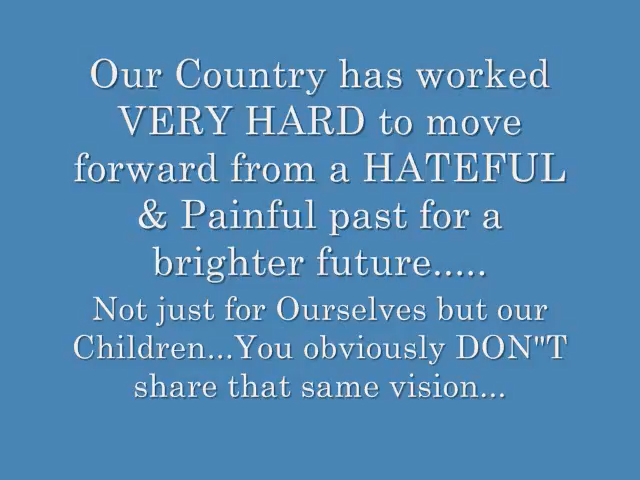 Our Country has worked
VERY HARD to move
forward from a HATEFUL
& Painful past for a
brighter future.....
Not just for Ourselves but our
Children...You obviously DON"T
share that same vision...